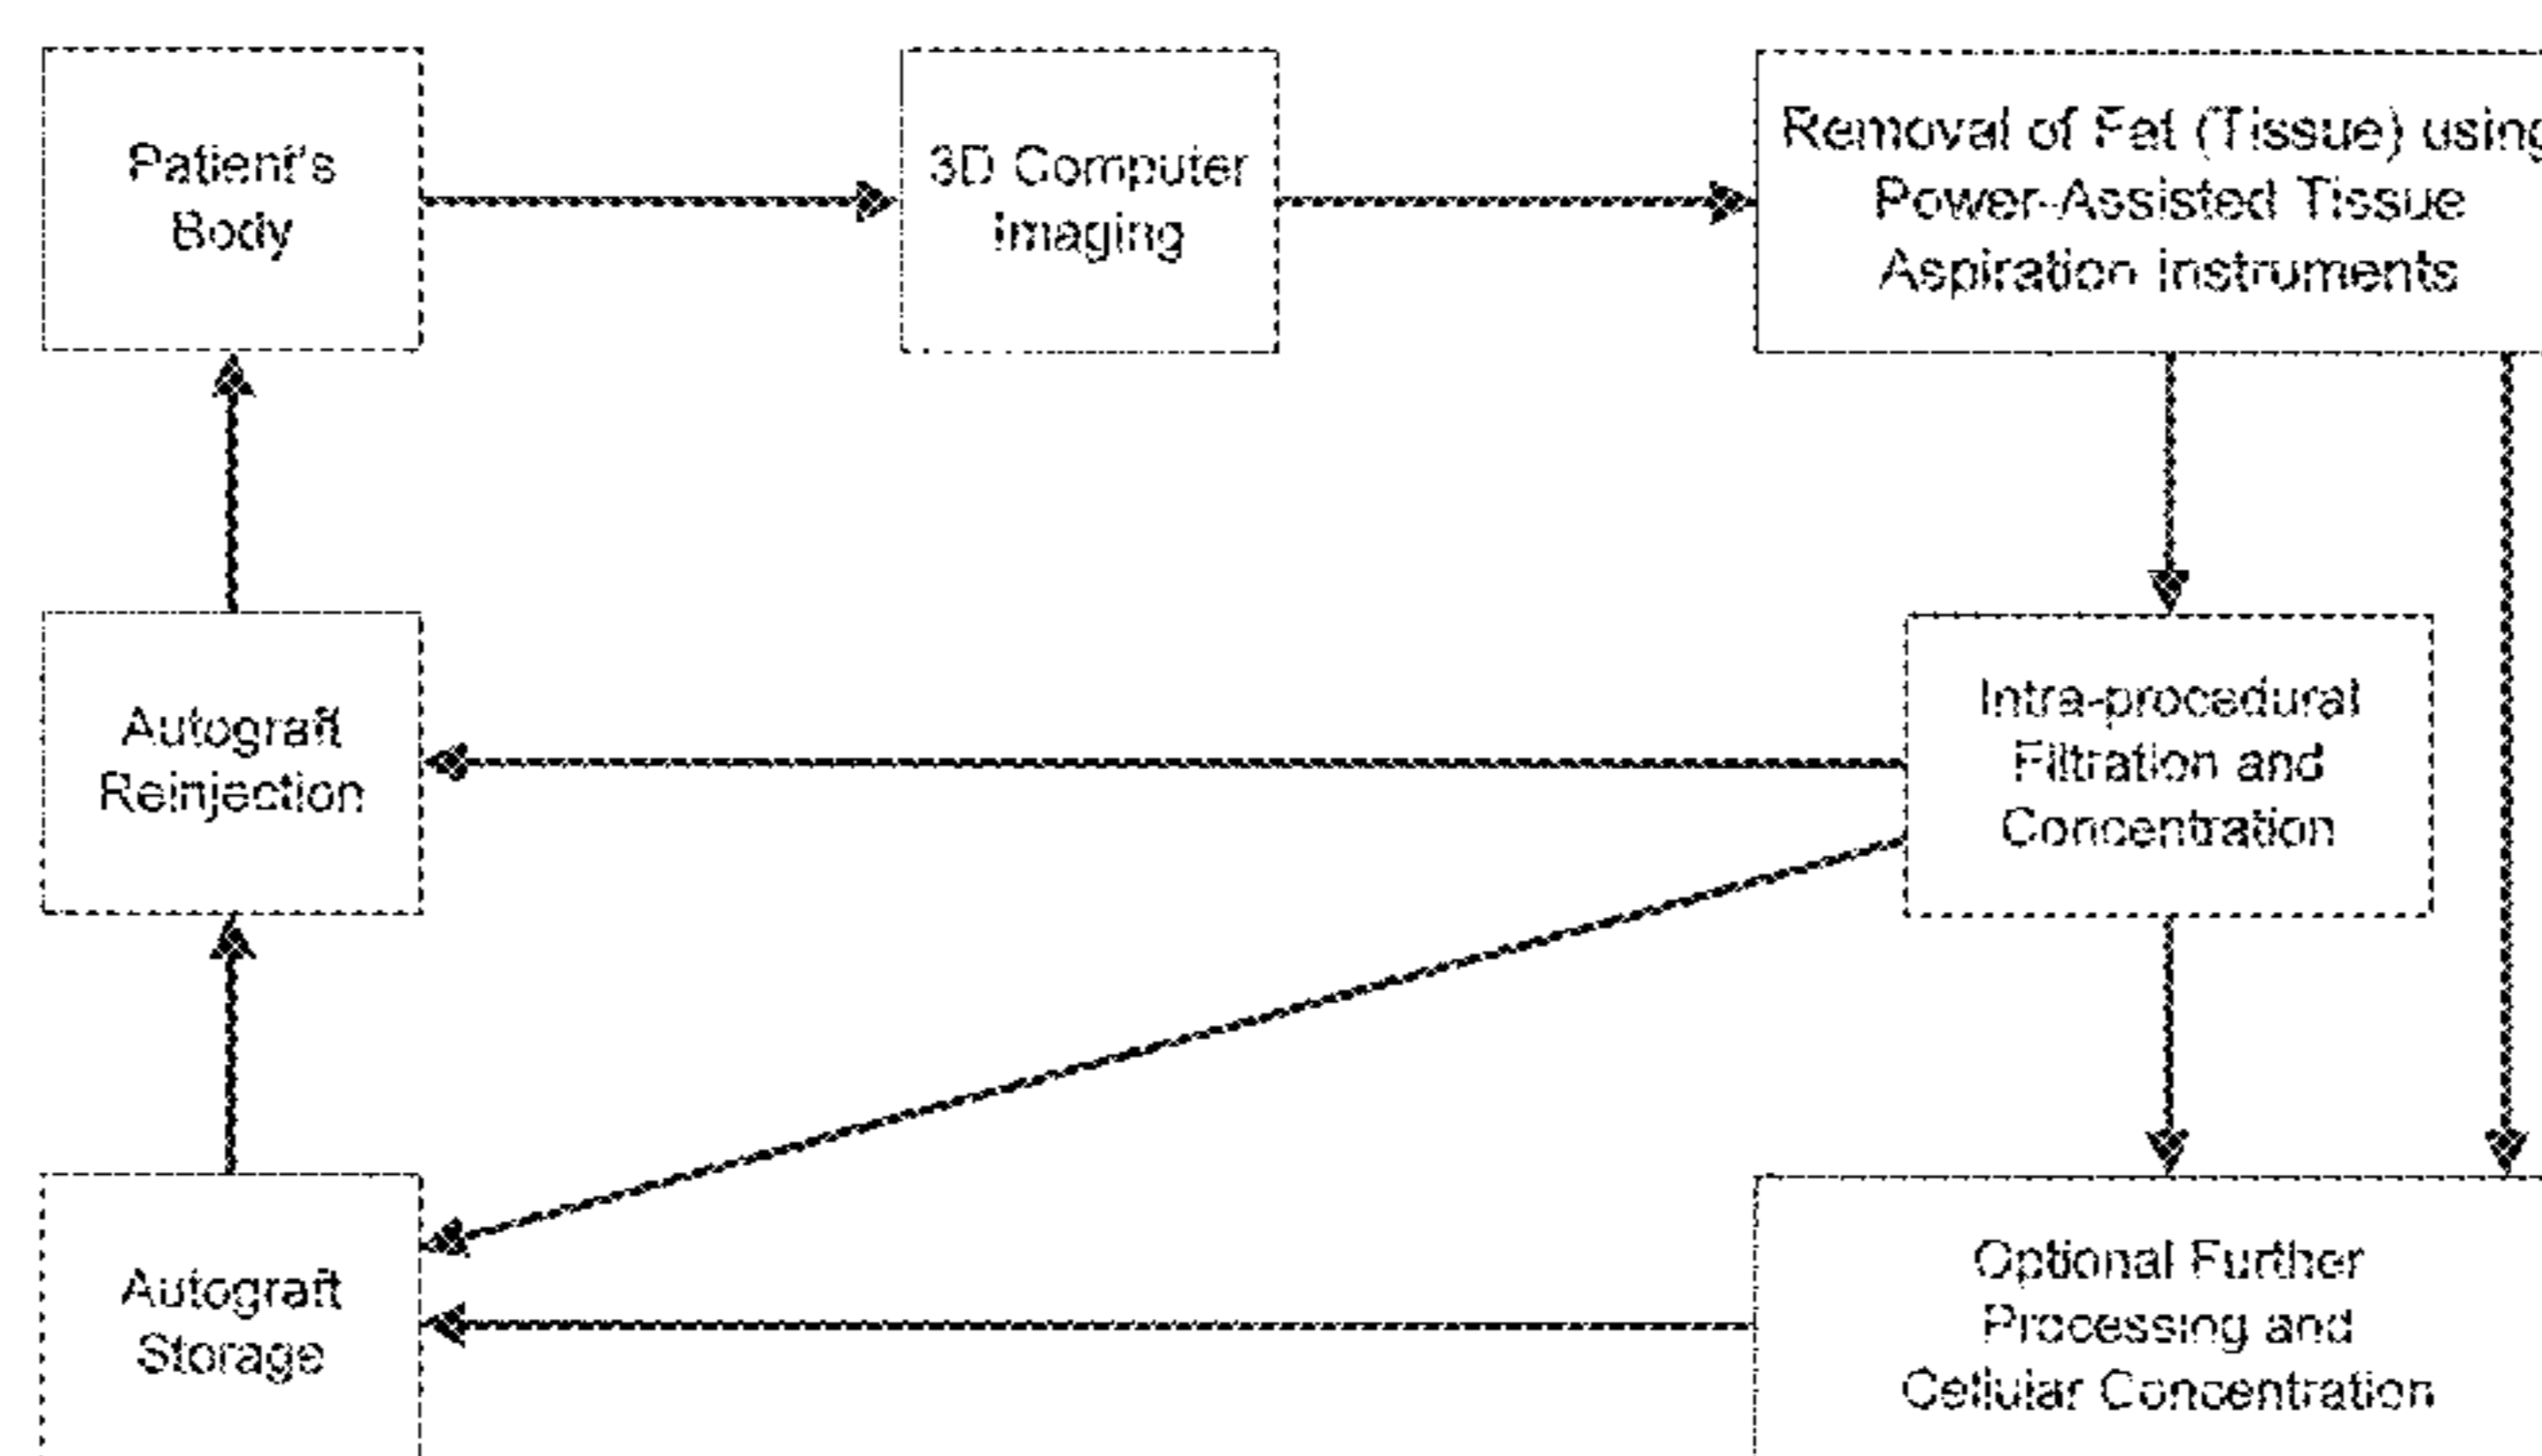 Patient's
Body
3D Computer
Imaging
Removal of Fat (Tissue) using
Power-Assisted Tissue
Aspiration Instruments
Autograft
Reinjection
Intra-procedural
Filtration and
Concentration
Autograft
Storage
Optional Further
Processing and
Cellular Concentration